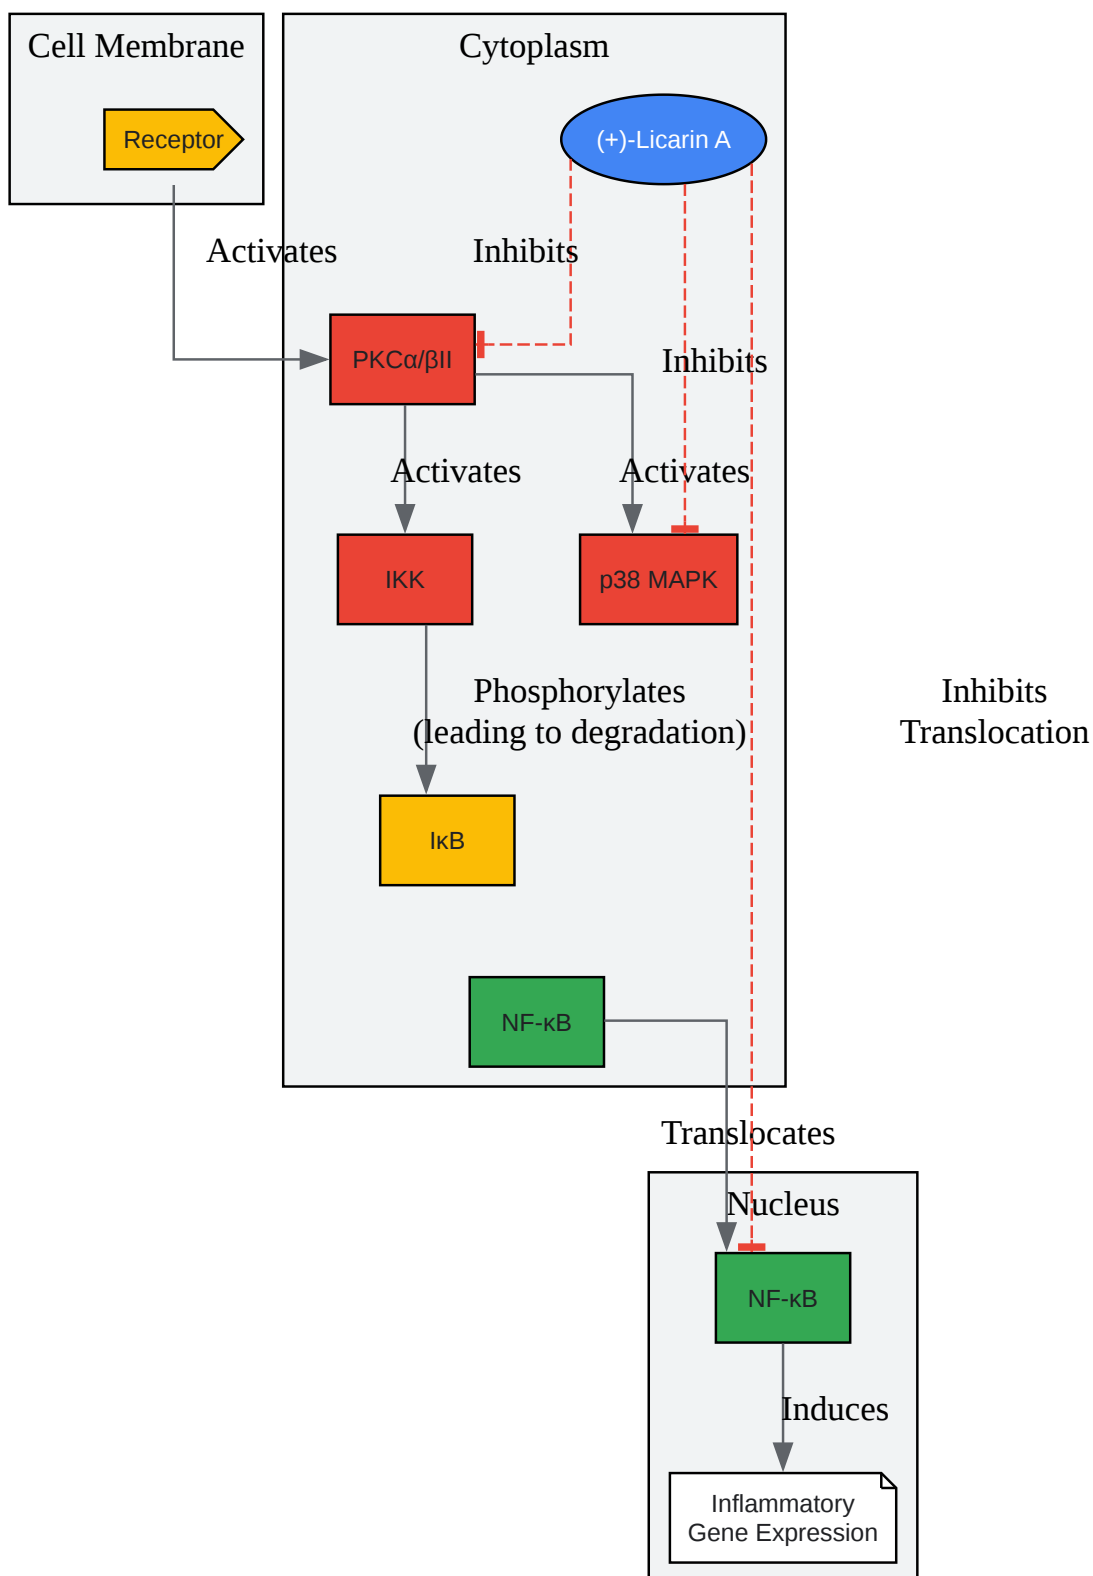 Cell Membrane
Cytoplasm
Receptor
(+)-Licarin A
Activates
Inhibits
PKCα/βII
Inhibits
Activates
Activates
IKK
p38 MAPK
Phosphorylates
(leading to degradation)
Inhibits
Translocation
IκB
NF-κB
Translocates
Nucleus
NF-κB
Induces
Inflammatory
Gene Expression